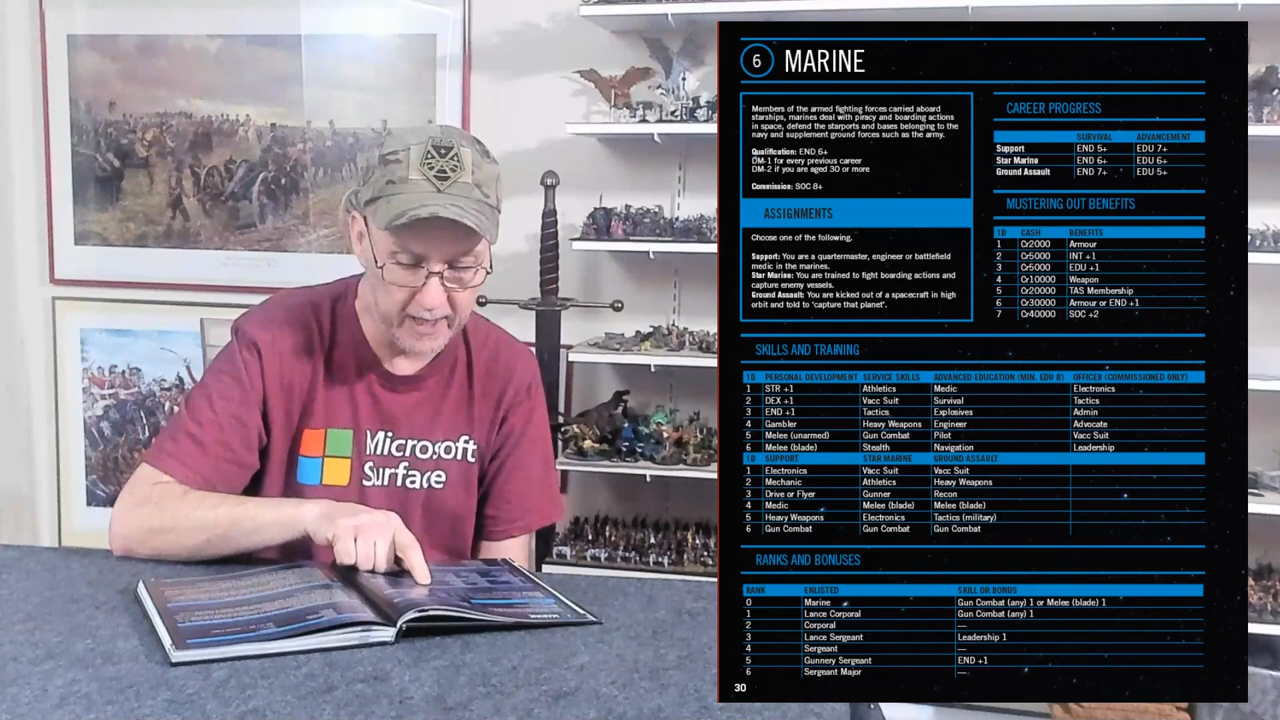 Microsoft
Surface
6 MARINE
Members of the armed fighting forces carried aboard
starships, marines deal with piracy and boarding actions
in space, defend the starports and bases belonging to the
navy and supplement ground forces such as the army.
Qualification: END 6+
DM-1 for every previous career
DM-2 if you are aged 30 or more
Commission: SOC 8+
ASSIGNMENTS
Choose one of the following.
Support: You are a quartermaster, engineer or battlefield
medic in the marines.
Star Marine: You are trained to fight boarding actions and
capture enemy vessels.
Ground Assault: You are kicked out of a spacecraft in high
orbit and told to 'capture that planet'.
CAREER PROGRESS
SURVIVAL ADVANCEMENT
Support END 5+ EDU 7+
Star Marine END 6+ EDU 6+
Ground Assault END 7+ EDU 5+
MUSTERING OUT BENEFITS
1D CASH BENEFITS
1 Cr2000 Armour
2 Cr5000 INT +1
3 Cr5000 EDU +1
4 Cr10000 Weapon
5 Cr20000 TAS Membership
6 Cr30000 Armour or END +1
7 Cr40000 SOC +2
SKILLS AND TRAINING
1D PERSONAL DEVELOPMENT SERVICE SKILLS ADVANCED EDUCATION (MIN. EDU 8) OFFICER (COMMISSIONED ONLY)
1 STR +1 Athletics Medic Electronics
2 DEX +1 Vacc Suit Survival Tactics
3 END +1 Tactics Explosives Admin
4 Gambler Heavy Weapons Engineer Advocate
5 Melee (unarmed) Gun Combat Pilot Vacc Suit
6 Melee (blade) Stealth Navigation Leadership
1D SUPPORT STAR MARINE GROUND ASSAULT
1 Electronics Vacc Suit Vacc Suit
2 Mechanic Athletics Heavy Weapons
3 Drive or Flyer Gunner Recon
4 Medic Melee (blade) Melee (blade)
5 Heavy Weapons Electronics Tactics (military)
6 Gun Combat Gun Combat Gun Combat
RANKS AND BONUSES
RANK ENLISTED SKILL OR BONUS
0 Marine Gun Combat (any) 1 or Melee (blade) 1
1 Lance Corporal Gun Combat (any) 1
2 Corporal —
3 Lance Sergeant Leadership 1
4 Sergeant —
5 Gunnery Sergeant END +1
6 Sergeant Major —
30